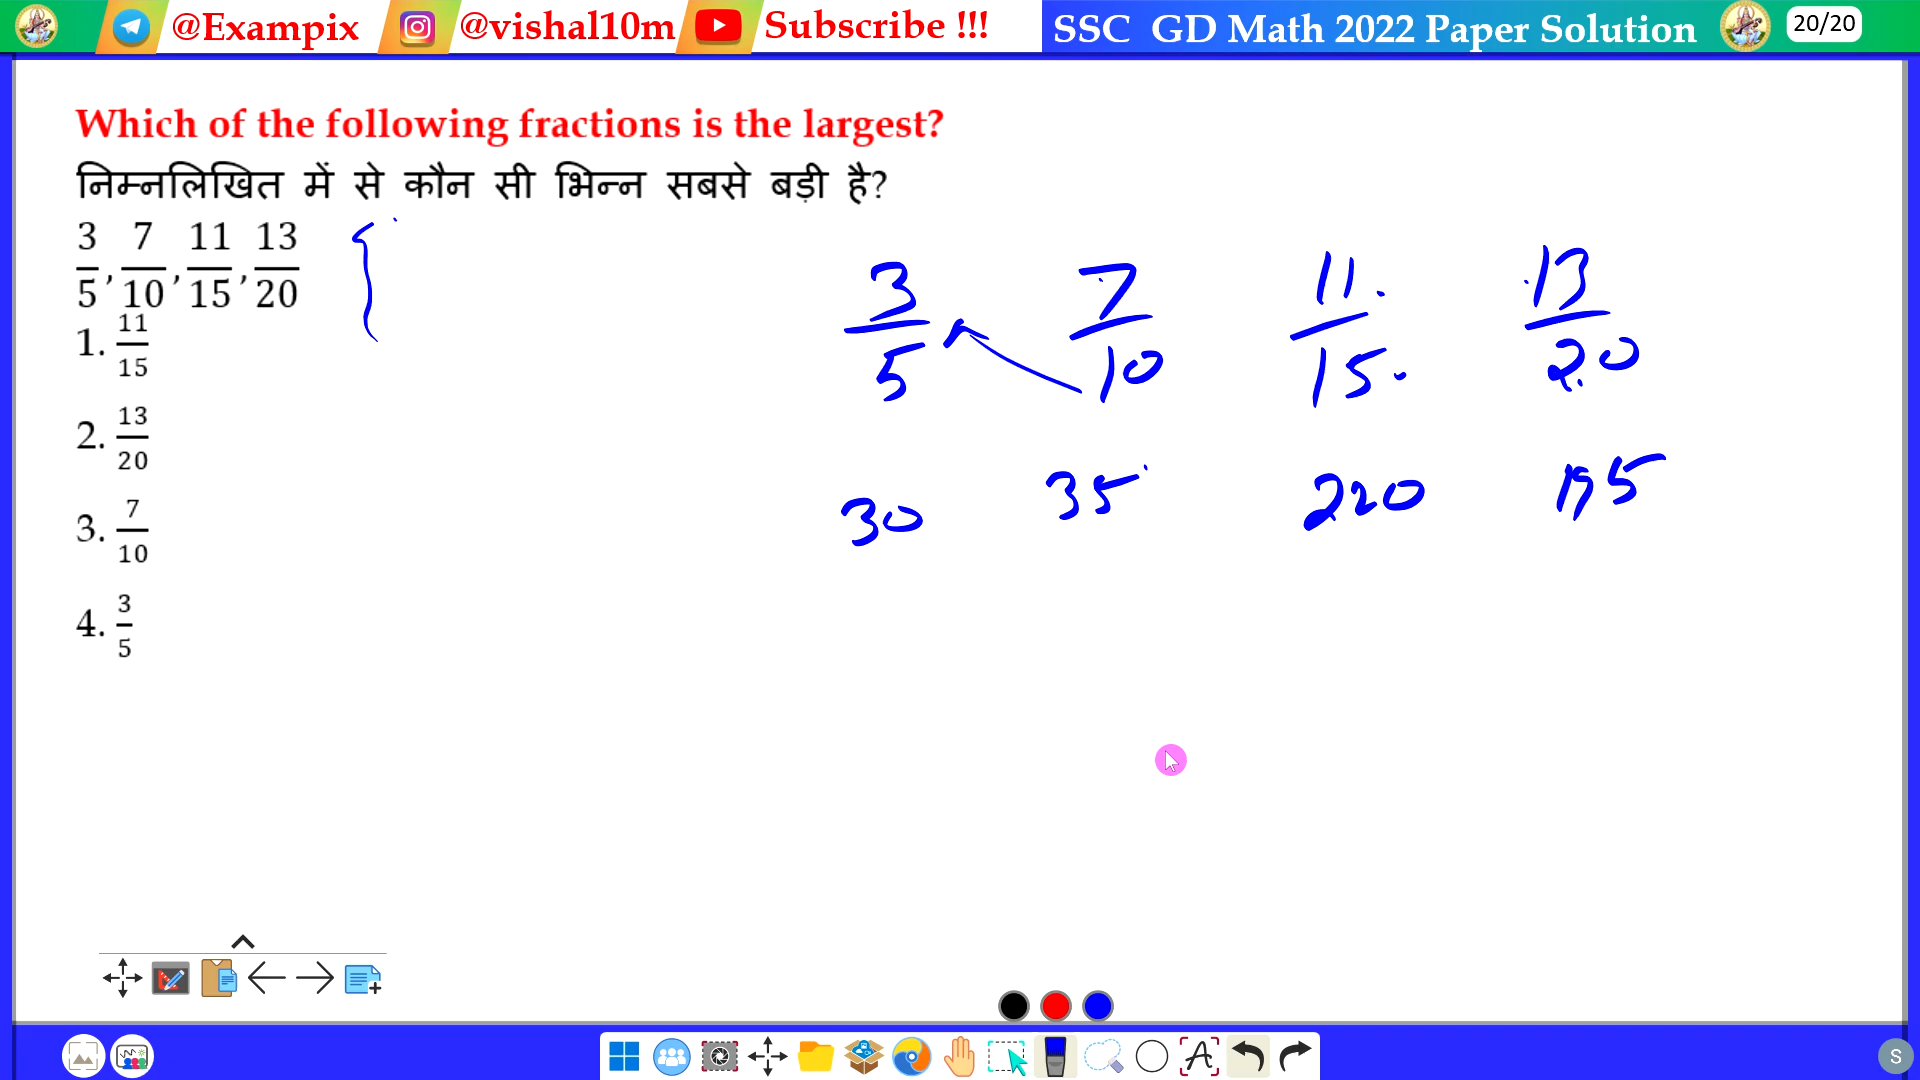 @Exampix @vishal10m Subscribe !!! SSC GD Math 2022 Paper Solution 20/20
Which of the following fractions is the largest?
निम्नलिखित में से कौन सी भिन्न सबसे बड़ी है?
3/5, 7/10, 11/15, 13/20
1. 11/15
2. 13/20
3. 7/10
4. 3/5
3/5 7/10 11/15 13/20
30 35 220 195
S